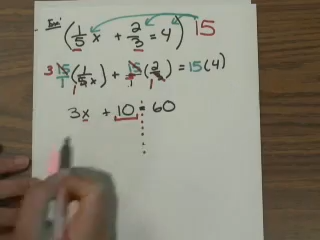 Ex:
(1/5 x + 2/3 = 4) 15
3 15/1 (1/5 x) + 15/1 (2/3) = 15(4)
3x + 10 = 60